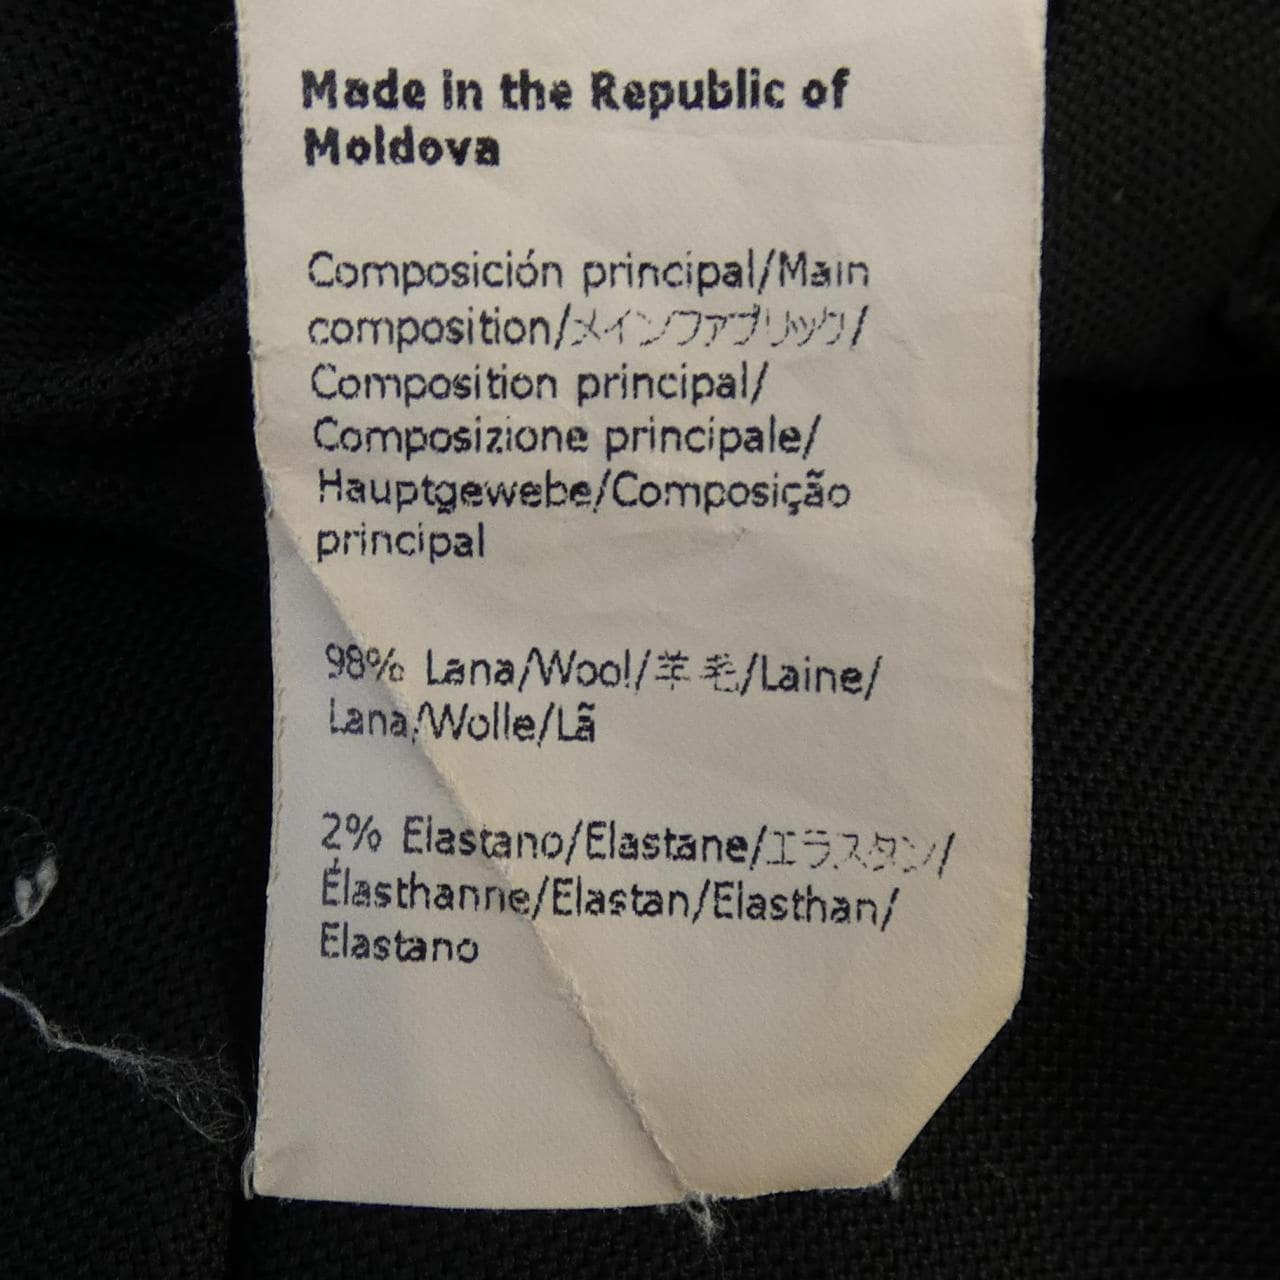 Made in the Republic of
Moldova
Composición principal/Main
composition/メインファブリック/
Composition principal/
Composizione principale/
Hauptgewebe/Composição
principal
98% Lana/Wool/羊毛/Laine/
Lana/Wolle/Lã
2% Elastano/Elastane/エラスタン/
Élasthanne/Elastan/Elasthan/
Elastano